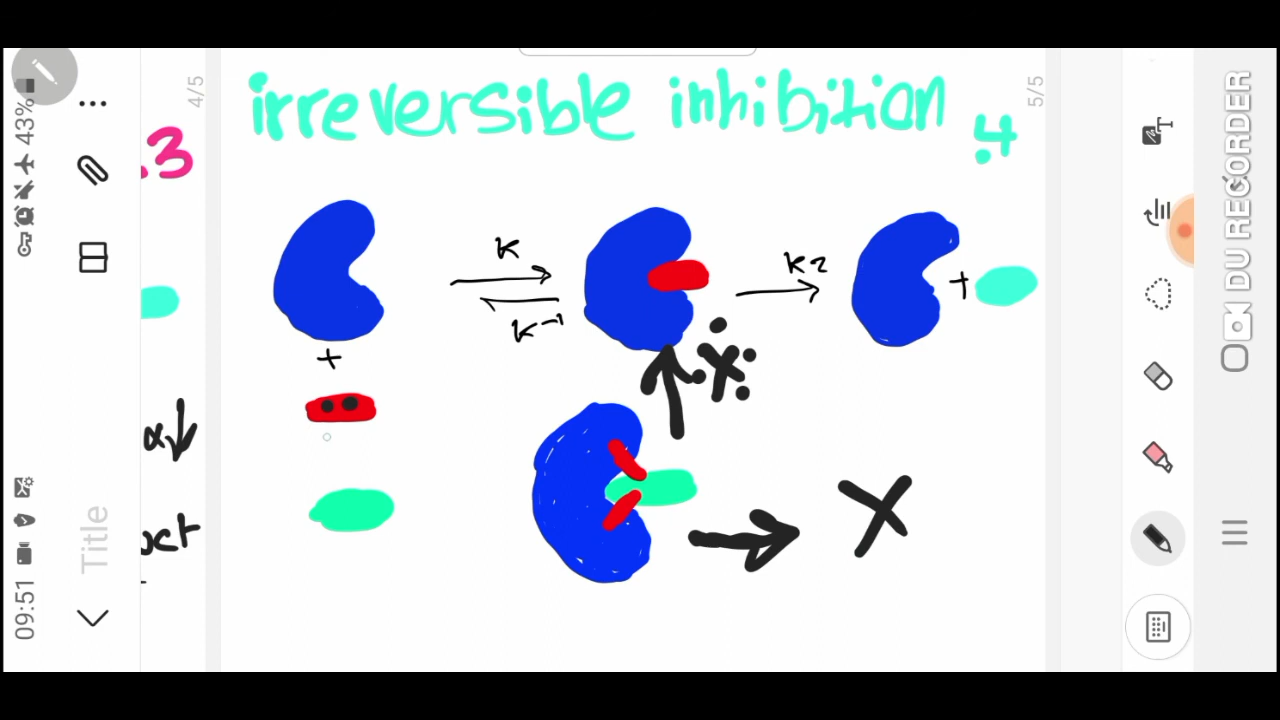 irreversible inhibition .4
4/5
5/5
.3
K
K⁻¹
K2
+
+
X
X
α↓
Title
09:51
43%
DU RECORDER